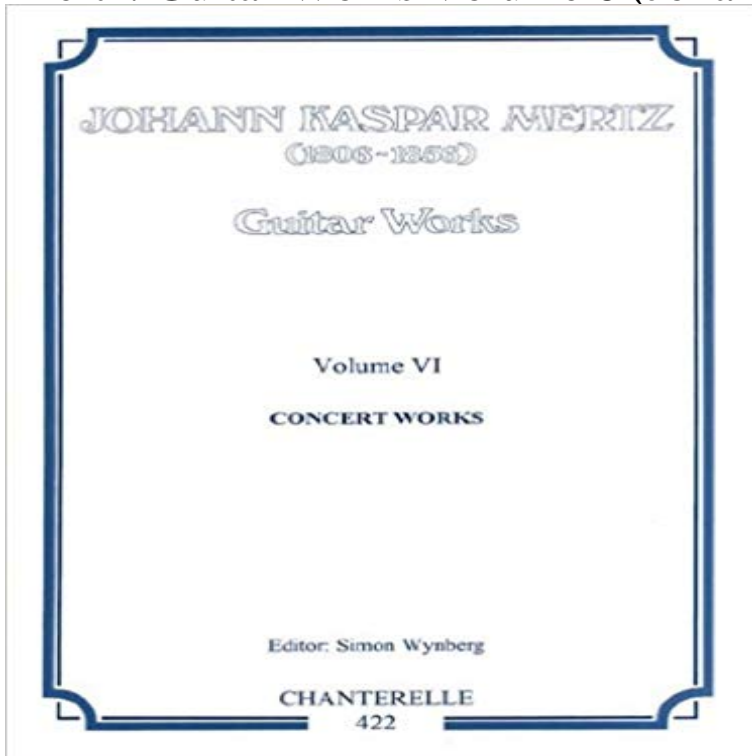 JOHANN KASPAR MERTZ
(1806-1856)
Guitar Works
Volume VI
CONCERT WORKS
Editor: Simon Wynberg
CHANTERELLE
422